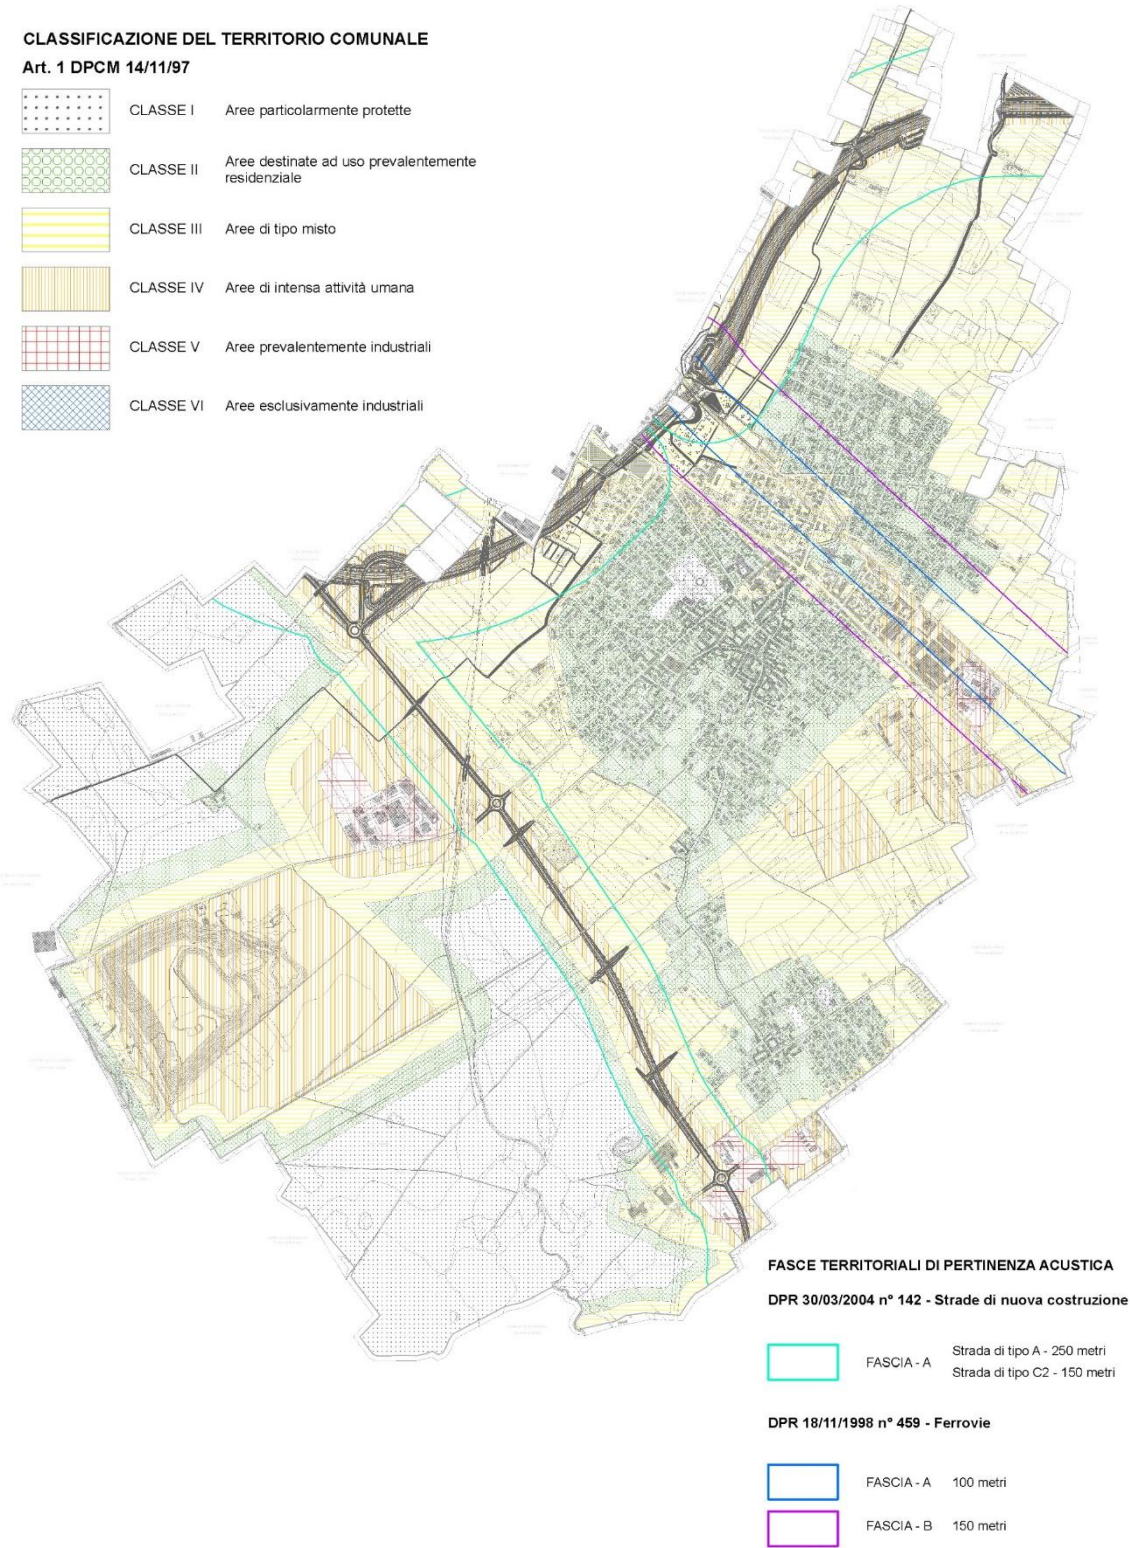 CLASSIFICAZIONE DEL TERRITORIO COMUNALE
Art. 1 DPCM 14/11/97
CLASSE I Aree particolarmente protette
CLASSE II Aree destinate ad uso prevalentemente
residenziale
CLASSE III Aree di tipo misto
CLASSE IV Aree di intensa attività umana
CLASSE V Aree prevalentemente industriali
CLASSE VI Aree esclusivamente industriali
FASCE TERRITORIALI DI PERTINENZA ACUSTICA
DPR 30/03/2004 n° 142 - Strade di nuova costruzione
FASCIA - A Strada di tipo A - 250 metri
Strada di tipo C2 - 150 metri
DPR 18/11/1998 n° 459 - Ferrovie
FASCIA - A 100 metri
FASCIA - B 150 metri